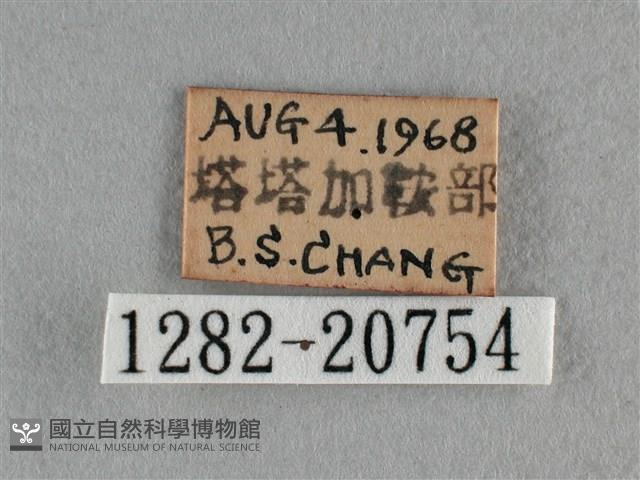 AUG 4. 1968
塔塔加鞍部
B.S. CHANG
1282-20754
國立自然科學博物館
NATIONAL MUSEUM OF NATURAL SCIENCE